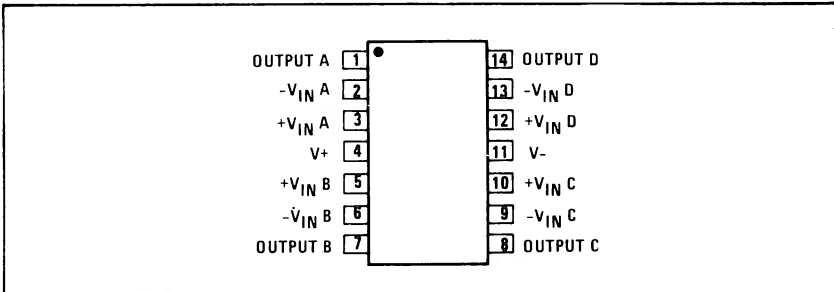 OUTPUT A 1 14 OUTPUT D
-VIN A 2 13 -VIN D
+VIN A 3 12 +VIN D
V+ 4 11 V-
+VIN B 5 10 +VIN C
-VIN B 6 9 -VIN C
OUTPUT B 7 8 OUTPUT C